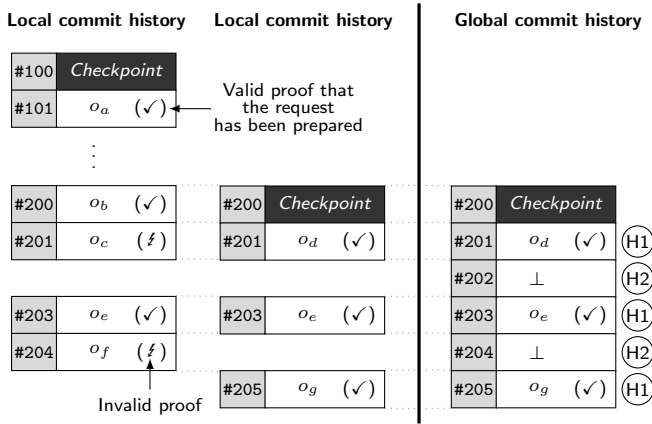 Local commit history Local commit history Global commit history
#100 Checkpoint
#101 oₐ (✓)
Valid proof that
the request
has been prepared
⋮
#200 o_b (✓) #200 Checkpoint #200 Checkpoint
#201 o_c (↯) #201 o_d (✓) #201 o_d (✓) H1
#202 ⊥ H2
#203 o_e (✓) #203 o_e (✓) #203 o_e (✓) H1
#204 o_f (↯) #204 ⊥ H2
Invalid proof #205 o_g (✓) #205 o_g (✓) H1